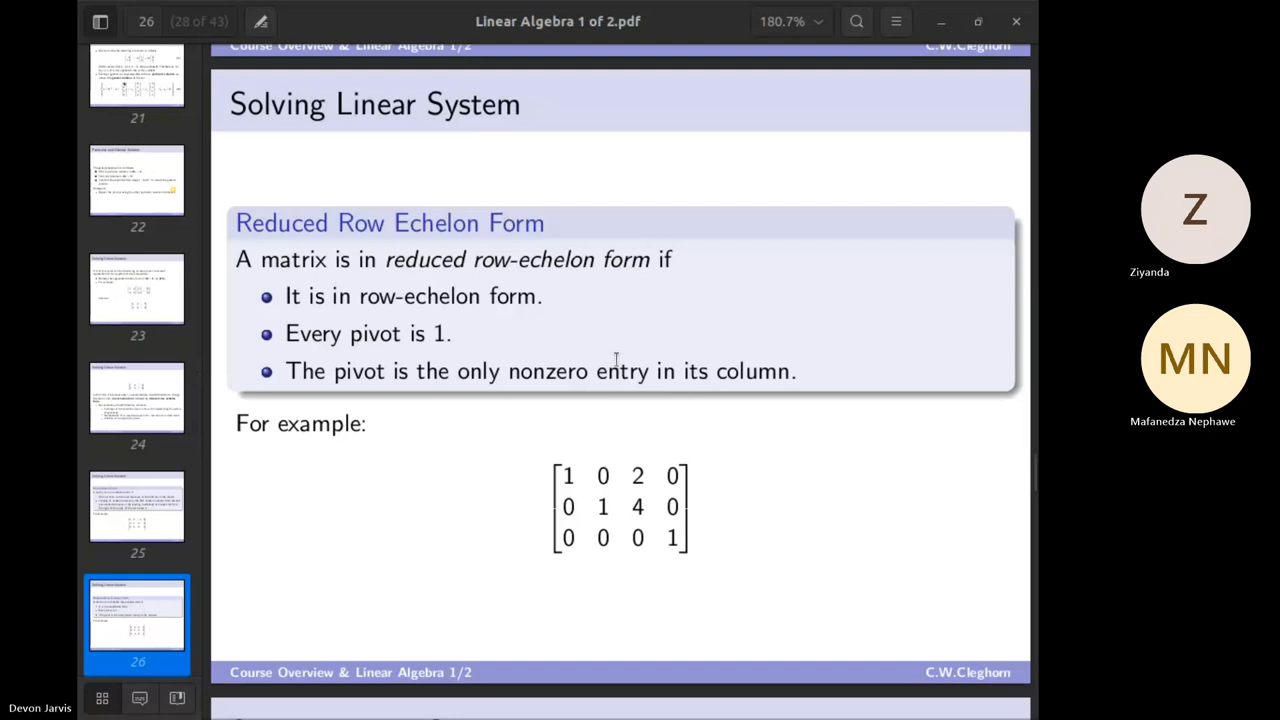 26 (28 of 43)
Linear Algebra 1 of 2.pdf
180.7%
Course Overview & Linear Algebra 1/2
C.W.Cleghorn
Solving Linear System
Reduced Row Echelon Form
A matrix is in reduced row-echelon form if
It is in row-echelon form.
Every pivot is 1.
The pivot is the only nonzero entry in its column.
For example:
1 0 2 0
0 1 4 0
0 0 0 1
Course Overview & Linear Algebra 1/2
C.W.Cleghorn
21
22
23
24
25
26
Z
Ziyanda
MN
Mafanedza Nephawe
Devon Jarvis